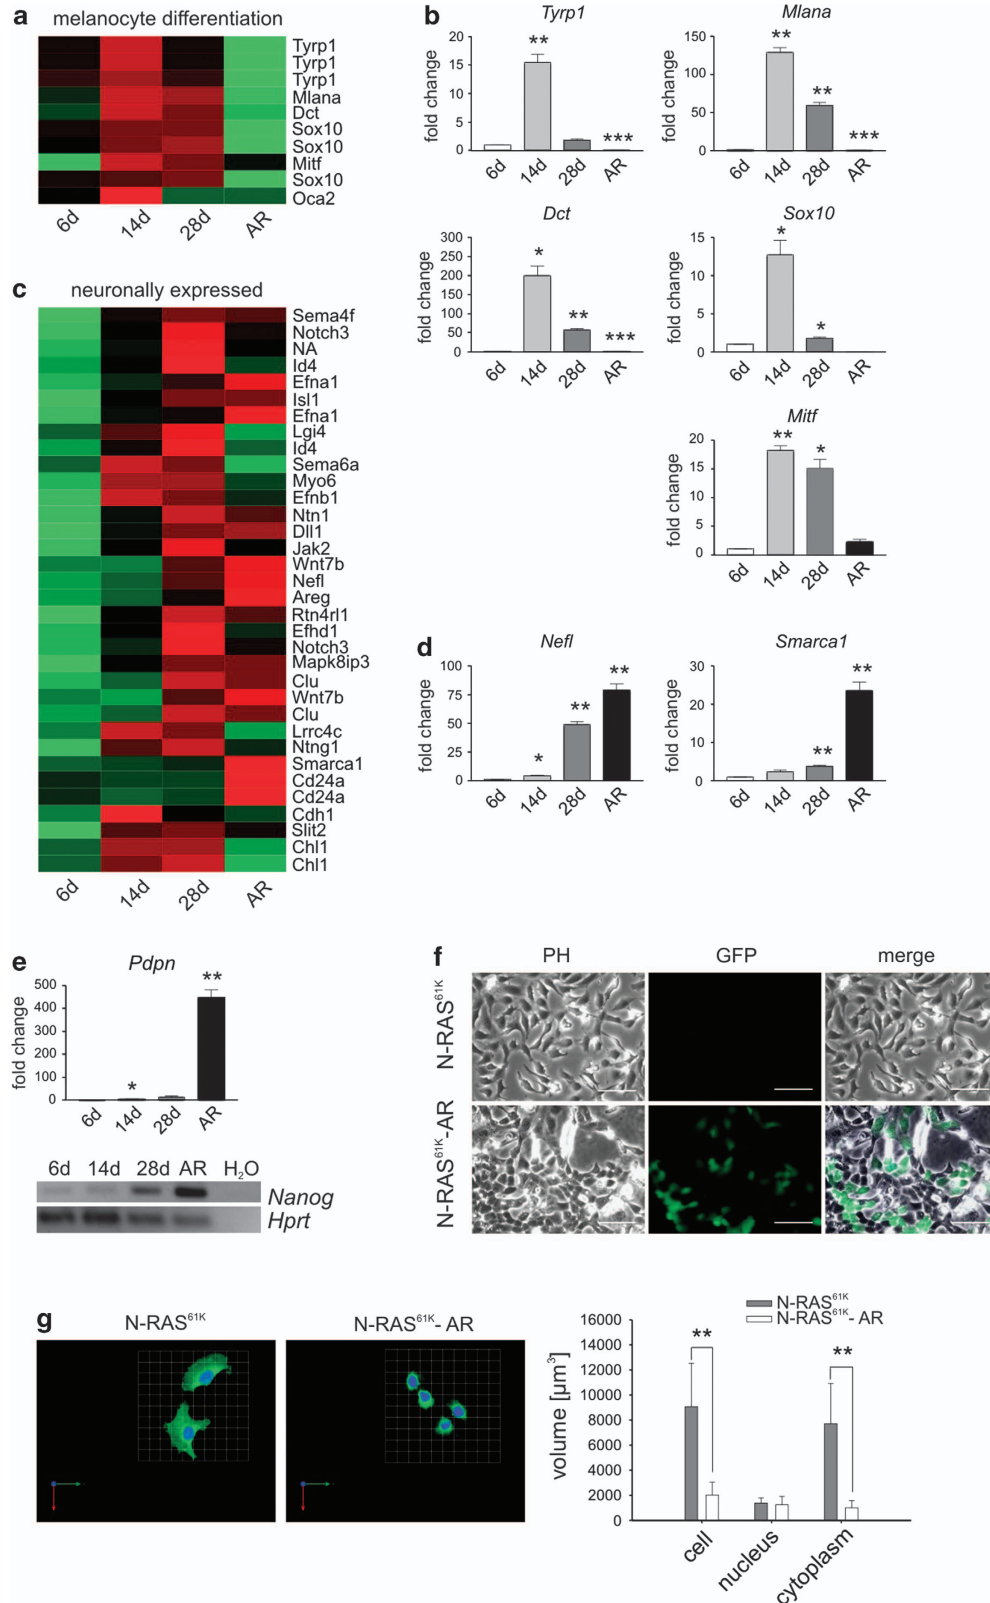 a
melanocyte differentiation
Tyrp1
Tyrp1
Tyrp1
Mlana
Dct
Sox10
Sox10
Mitf
Sox10
Oca2
6d 14d 28d AR
b
Tyrp1
fold change
20
15
10
5
0
**
***
6d 14d 28d AR
Mlana
fold change
150
100
50
0
**
**
***
6d 14d 28d AR
Dct
fold change
300
250
200
150
100
50
0
*
**
***
6d 14d 28d AR
Sox10
fold change
15
10
5
0
*
*
6d 14d 28d AR
Mitf
fold change
20
15
10
5
0
**
*
6d 14d 28d AR
c
neuronally expressed
Sema4f
Notch3
NA
Id4
Efna1
Isl1
Efna1
Lgi4
Id4
Sema6a
Myo6
Efnb1
Ntn1
Dll1
Jak2
Wnt7b
Nefl
Areg
Rtn4rl1
Efhd1
Notch3
Mapk8ip3
Clu
Wnt7b
Clu
Lrrc4c
Ntng1
Smarca1
Cd24a
Cd24a
Cdh1
Slit2
Chl1
Chl1
6d 14d 28d AR
d
Nefl
fold change
100
75
50
25
0
*
**
**
6d 14d 28d AR
Smarca1
fold change
30
20
10
0
**
**
6d 14d 28d AR
e
Pdpn
fold change
500
400
300
200
100
0
*
**
6d 14d 28d AR
6d 14d 28d AR H2O
Nanog
Hprt
f
PH GFP merge
N-RAS61K
N-RAS61K-AR
g
N-RAS61K
N-RAS61K- AR
N-RAS61K
N-RAS61K- AR
volume [µm³]
16000
14000
12000
10000
8000
6000
4000
2000
0
**
**
cell nucleus cytoplasm